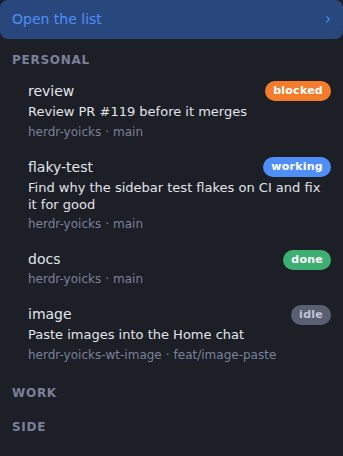 Open the list ›
PERSONAL
review blocked
Review PR #119 before it merges
herdr-yoicks · main
flaky-test working
Find why the sidebar test flakes on CI and fix
it for good
herdr-yoicks · main
docs done
herdr-yoicks · main
image idle
Paste images into the Home chat
herdr-yoicks-wt-image · feat/image-paste
WORK
SIDE